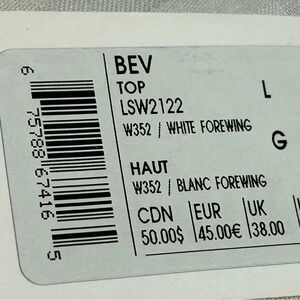 BEV
TOP L
LSW2122
W352 / WHITE FOREWING
G
HAUT
W352 / BLANC FOREWING
CDN EUR UK
50.00$ 45.00€ 38.00
6 75788 67416 5